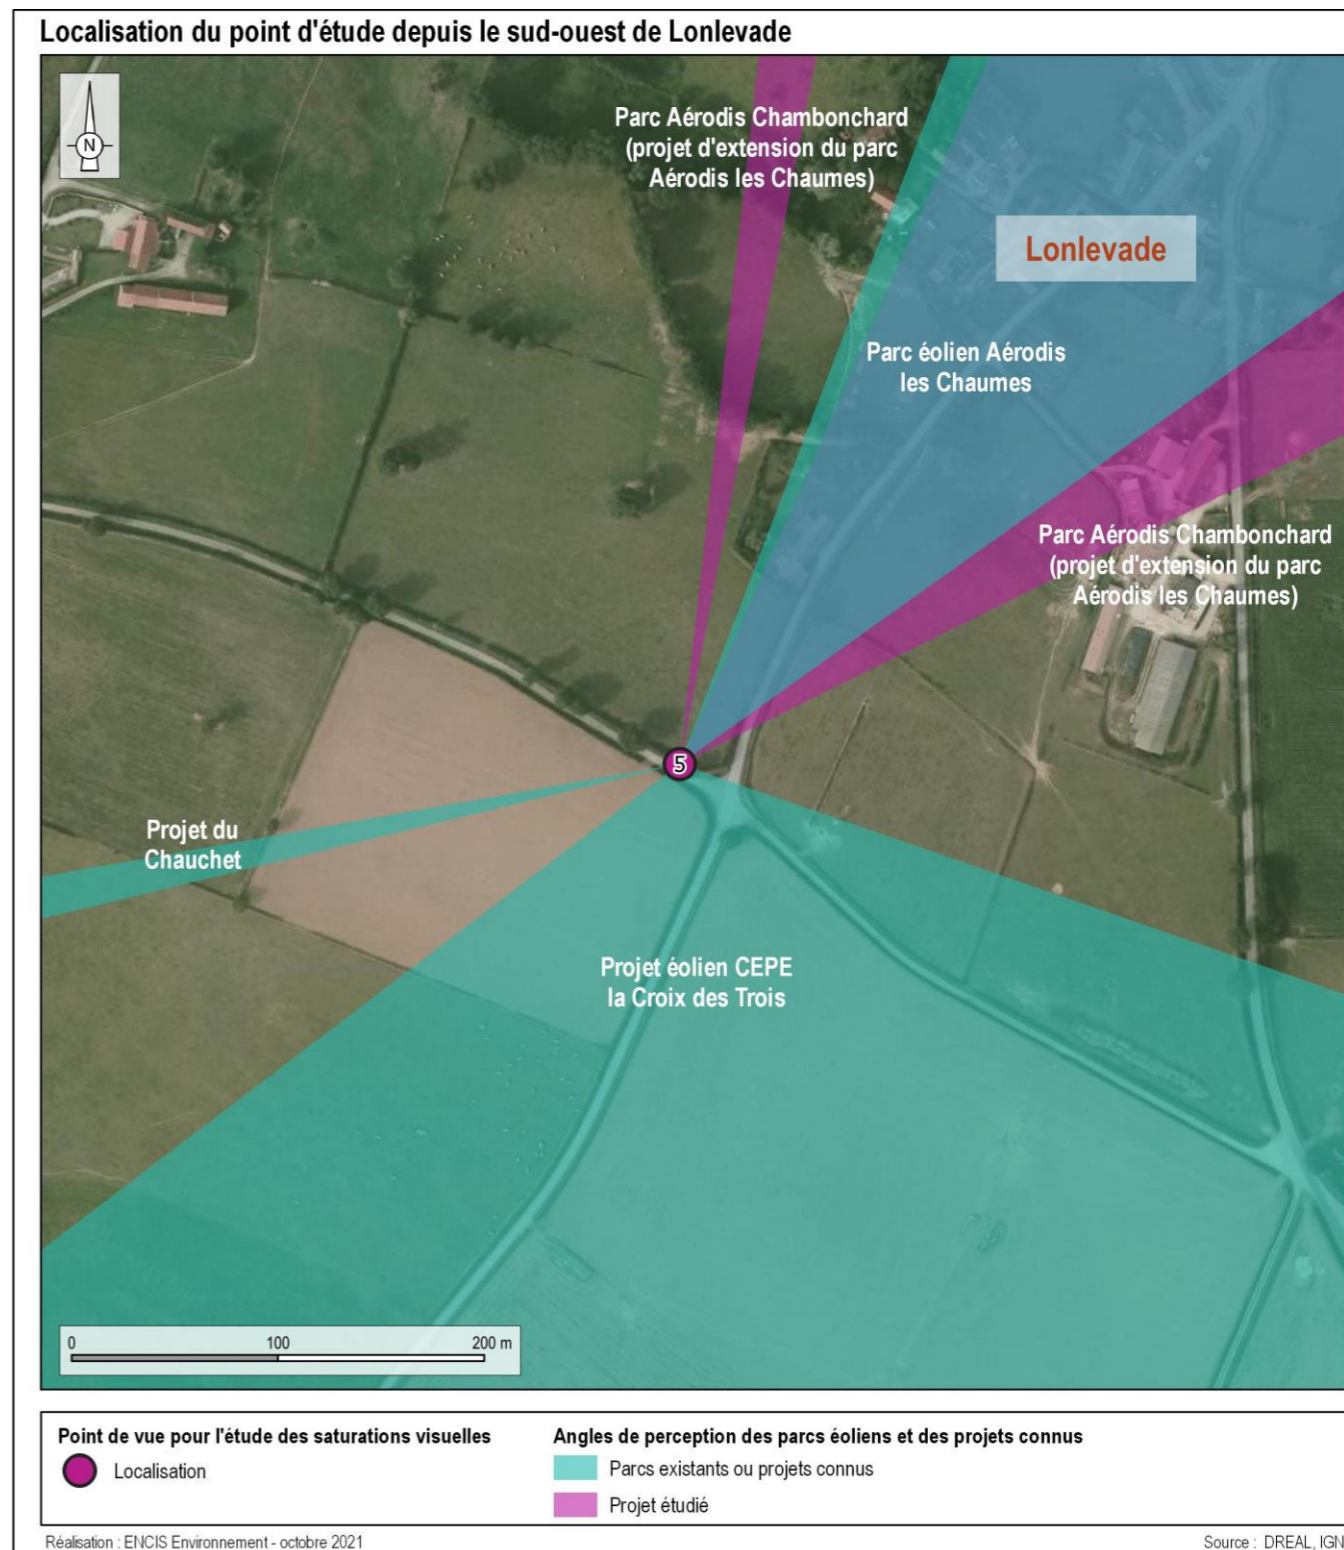 Localisation du point d'étude depuis le sud-ouest de Lonlevade
N
Parc Aérodis Chambonchard
(projet d'extension du parc
Aérodis les Chaumes)
Lonlevade
Parc éolien Aérodis
les Chaumes
Parc Aérodis Chambonchard
(projet d'extension du parc
Aérodis les Chaumes)
5
Projet du
Chauchet
Projet éolien CEPE
la Croix des Trois
0 100 200 m
Point de vue pour l'étude des saturations visuelles
Localisation
Angles de perception des parcs éoliens et des projets connus
Parcs existants ou projets connus
Projet étudié
Réalisation : ENCIS Environnement - octobre 2021
Source : DREAL, IGN